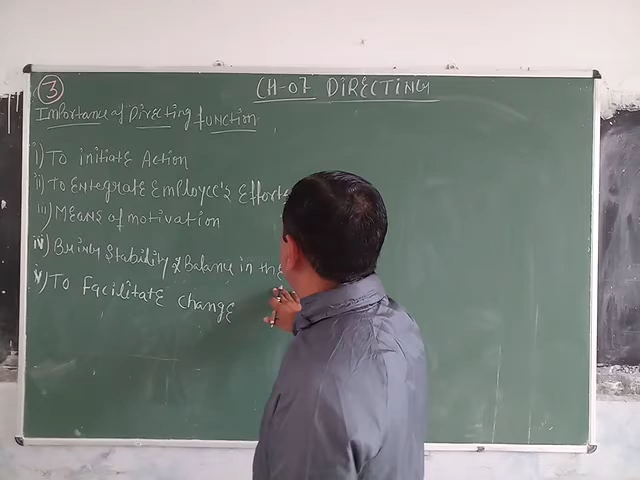 3
CH-07 DIRECTING
Importance of Directing function
i) To initiate Action
ii) To Entegrate Employee's Efforts
iii) Means of motivation
iv) Brings Stability & Balance in the
v) To Facilitate Change